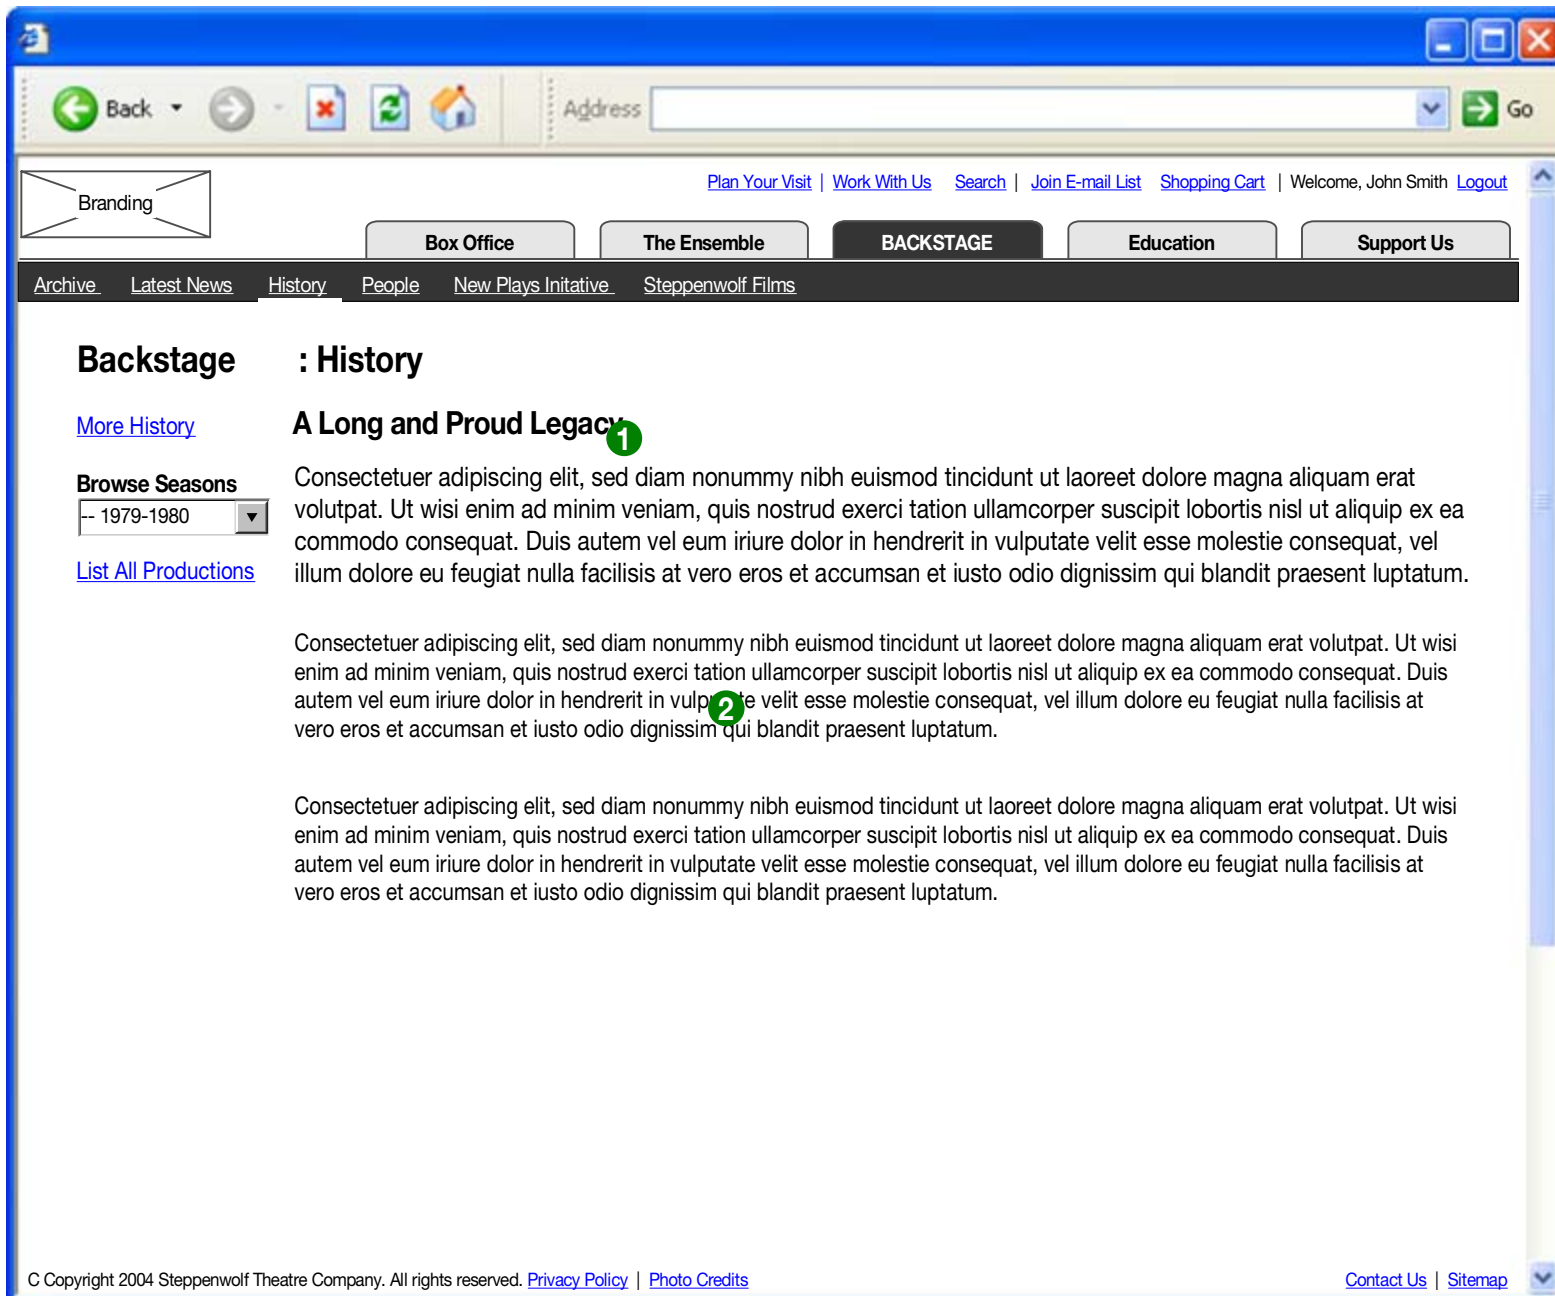 Back
Address
Go
Branding
Plan Your Visit | Work With Us Search | Join E-mail List Shopping Cart | Welcome, John Smith Logout
Box Office The Ensemble BACKSTAGE Education Support Us
Archive Latest News History People New Plays Initative Steppenwolf Films
Backstage : History
More History
Browse Seasons
-- 1979-1980
List All Productions
A Long and Proud Legacy
1
Consectetuer adipiscing elit, sed diam nonummy nibh euismod tincidunt ut laoreet dolore magna aliquam erat
volutpat. Ut wisi enim ad minim veniam, quis nostrud exerci tation ullamcorper suscipit lobortis nisl ut aliquip ex ea
commodo consequat. Duis autem vel eum iriure dolor in hendrerit in vulputate velit esse molestie consequat, vel
illum dolore eu feugiat nulla facilisis at vero eros et accumsan et iusto odio dignissim qui blandit praesent luptatum.
Consectetuer adipiscing elit, sed diam nonummy nibh euismod tincidunt ut laoreet dolore magna aliquam erat volutpat. Ut wisi
enim ad minim veniam, quis nostrud exerci tation ullamcorper suscipit lobortis nisl ut aliquip ex ea commodo consequat. Duis
autem vel eum iriure dolor in hendrerit in vulputate velit esse molestie consequat, vel illum dolore eu feugiat nulla facilisis at
2
vero eros et accumsan et iusto odio dignissim qui blandit praesent luptatum.
Consectetuer adipiscing elit, sed diam nonummy nibh euismod tincidunt ut laoreet dolore magna aliquam erat volutpat. Ut wisi
enim ad minim veniam, quis nostrud exerci tation ullamcorper suscipit lobortis nisl ut aliquip ex ea commodo consequat. Duis
autem vel eum iriure dolor in hendrerit in vulputate velit esse molestie consequat, vel illum dolore eu feugiat nulla facilisis at
vero eros et accumsan et iusto odio dignissim qui blandit praesent luptatum.
C Copyright 2004 Steppenwolf Theatre Company. All rights reserved. Privacy Policy | Photo Credits
Contact Us | Sitemap